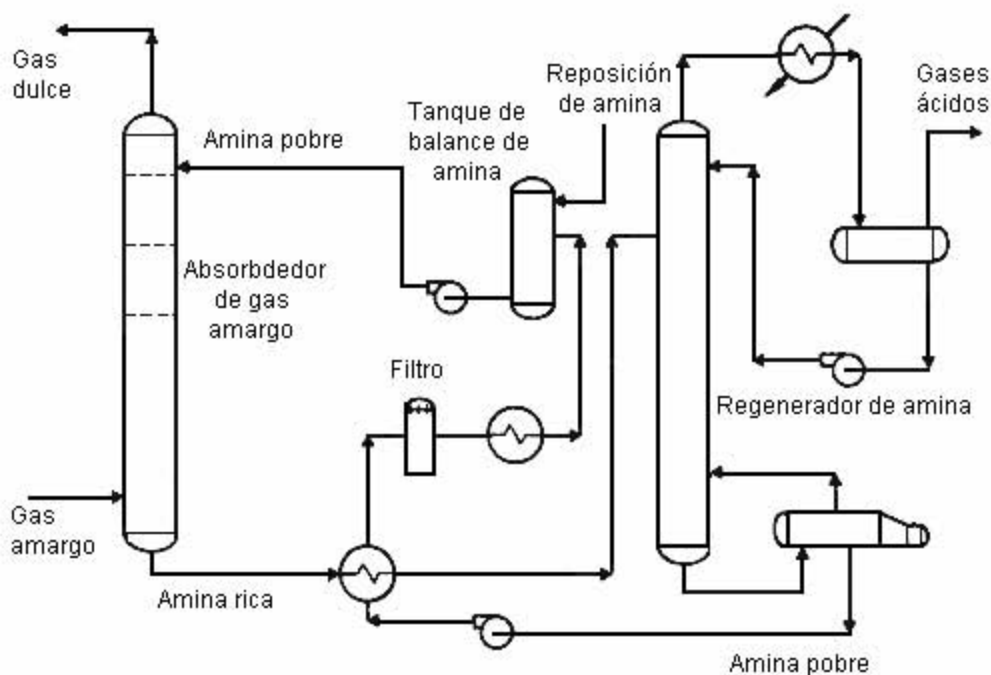 Gas
dulce
Amina pobre
Tanque de
balance de
amina
Reposición
de amina
Gases
ácidos
Absorbdedor
de gas
amargo
Filtro
Regenerador de amina
Gas
amargo
Amina rica
Amina pobre